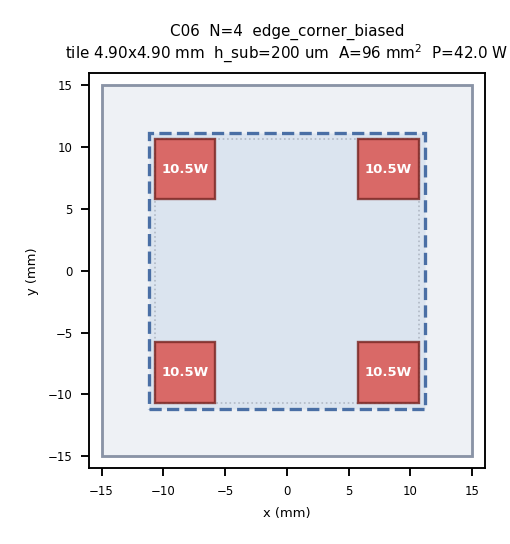 C06 N=4 edge_corner_biased
tile 4.90x4.90 mm h_sub=200 um A=96 mm² P=42.0 W
15
10
5
0
−5
−10
−15
y (mm)
10.5W 10.5W
10.5W 10.5W
−15 −10 −5 0 5 10 15
x (mm)